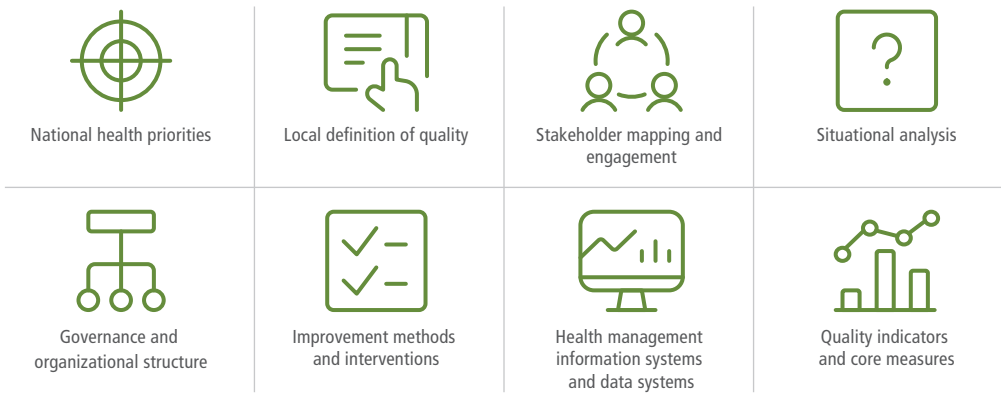 National health priorities
Local definition of quality
Stakeholder mapping and
engagement
Situational analysis
?
Governance and
organizational structure
Improvement methods
and interventions
Health management
information systems
and data systems
Quality indicators
and core measures